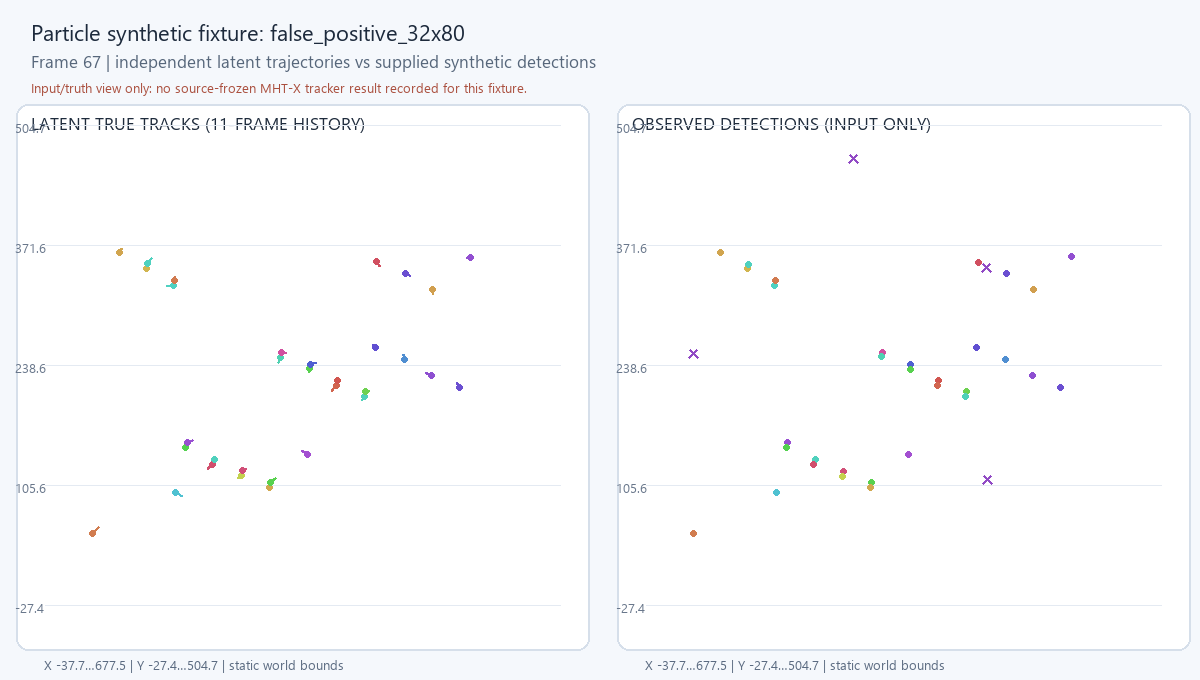 Particle synthetic fixture: false_positive_32x80
Frame 67 | independent latent trajectories vs supplied synthetic detections
Input/truth view only: no source-frozen MHT-X tracker result recorded for this fixture.
LATENT TRUE TRACKS (11-FRAME HISTORY)
504.7
371.6
238.6
105.6
-27.4
X -37.7...677.5 | Y -27.4...504.7 | static world bounds
OBSERVED DETECTIONS (INPUT ONLY)
504.7
371.6
238.6
105.6
-27.4
X -37.7...677.5 | Y -27.4...504.7 | static world bounds